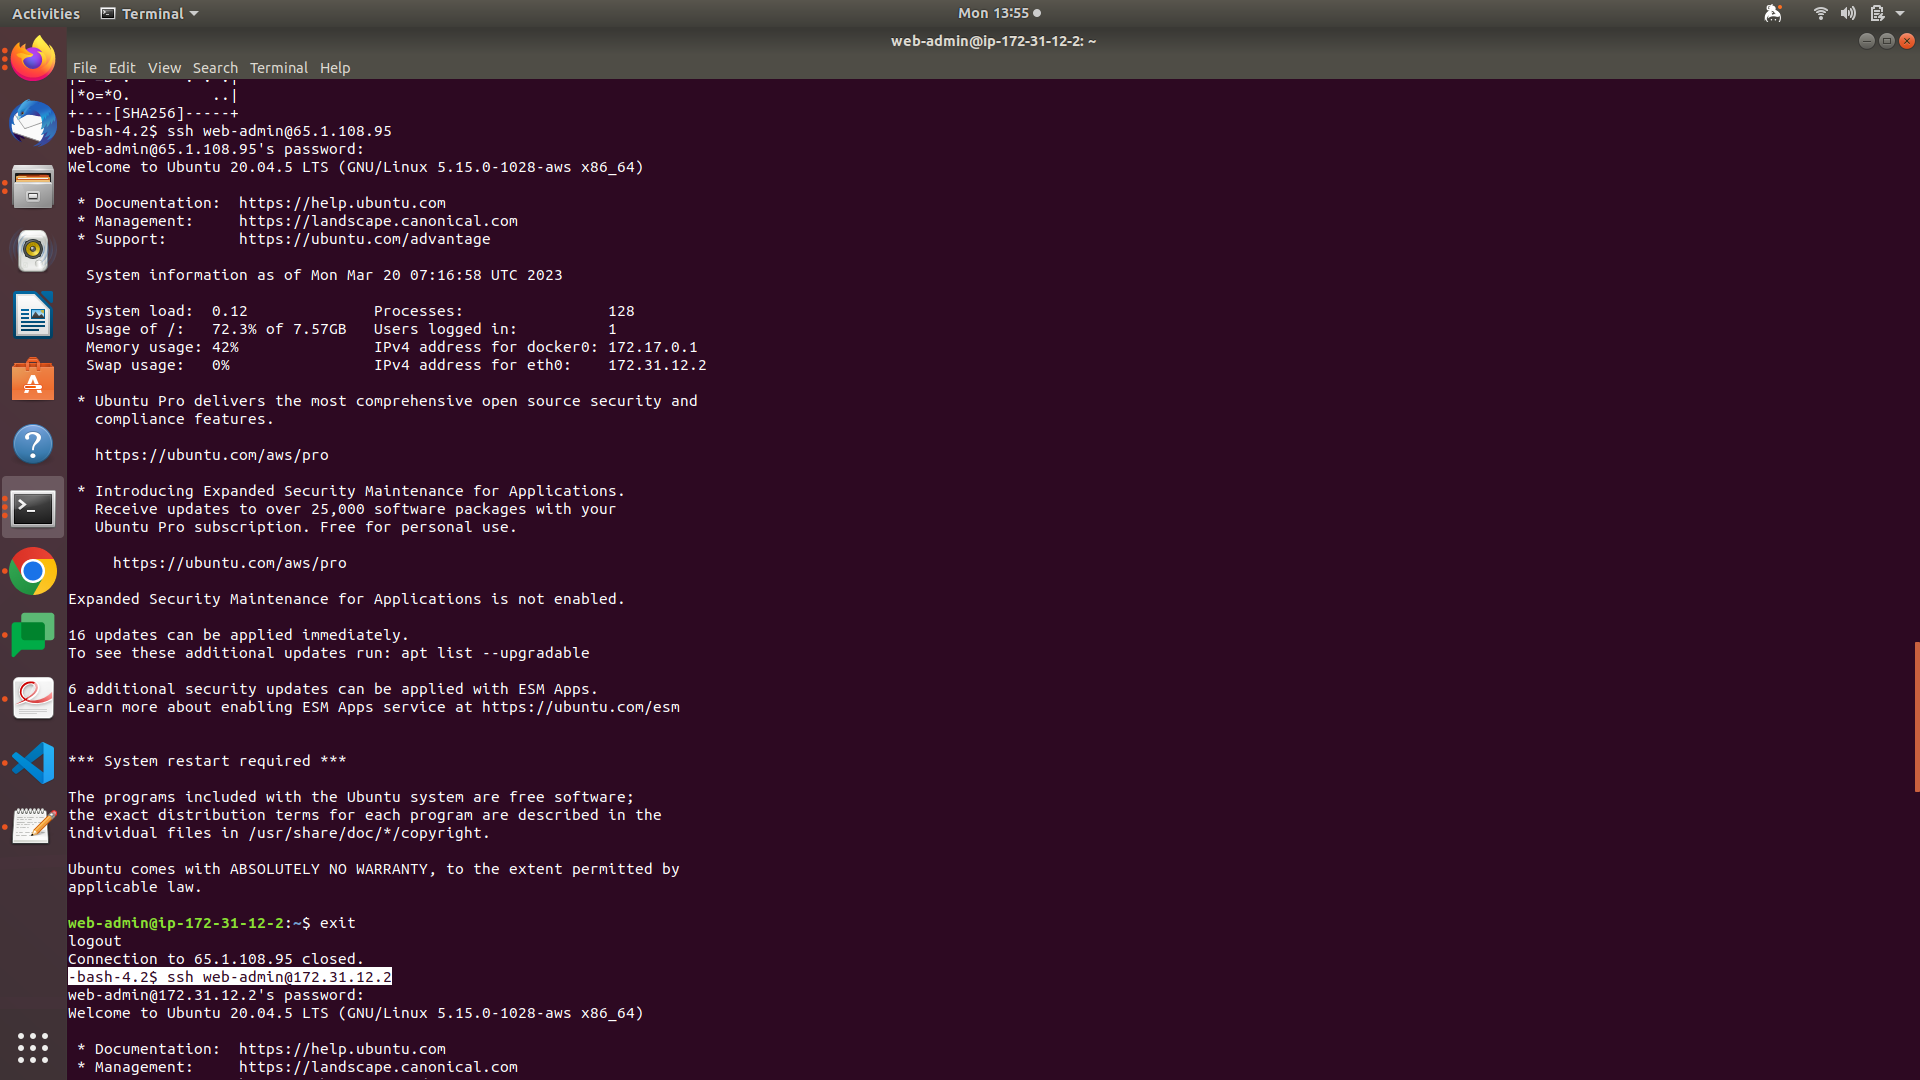 Activities Terminal Mon 13:55
web-admin@ip-172-31-12-2: ~
File Edit View Search Terminal Help
|*o=*O.         ..|
+----[SHA256]-----+
-bash-4.2$ ssh web-admin@65.1.108.95
web-admin@65.1.108.95's password:
Welcome to Ubuntu 20.04.5 LTS (GNU/Linux 5.15.0-1028-aws x86_64)
* Documentation:  https://help.ubuntu.com
* Management:     https://landscape.canonical.com
* Support:        https://ubuntu.com/advantage
System information as of Mon Mar 20 07:16:58 UTC 2023
System load:  0.12              Processes:                128
Usage of /:   72.3% of 7.57GB   Users logged in:          1
Memory usage: 42%               IPv4 address for docker0: 172.17.0.1
Swap usage:   0%                IPv4 address for eth0:    172.31.12.2
* Ubuntu Pro delivers the most comprehensive open source security and
compliance features.
https://ubuntu.com/aws/pro
* Introducing Expanded Security Maintenance for Applications.
Receive updates to over 25,000 software packages with your
Ubuntu Pro subscription. Free for personal use.
https://ubuntu.com/aws/pro
Expanded Security Maintenance for Applications is not enabled.
16 updates can be applied immediately.
To see these additional updates run: apt list --upgradable
6 additional security updates can be applied with ESM Apps.
Learn more about enabling ESM Apps service at https://ubuntu.com/esm
*** System restart required ***
The programs included with the Ubuntu system are free software;
the exact distribution terms for each program are described in the
individual files in /usr/share/doc/*/copyright.
Ubuntu comes with ABSOLUTELY NO WARRANTY, to the extent permitted by
applicable law.
web-admin@ip-172-31-12-2:~$ exit
logout
Connection to 65.1.108.95 closed.
-bash-4.2$ ssh web-admin@172.31.12.2
web-admin@172.31.12.2's password:
Welcome to Ubuntu 20.04.5 LTS (GNU/Linux 5.15.0-1028-aws x86_64)
* Documentation:  https://help.ubuntu.com
* Management:     https://landscape.canonical.com